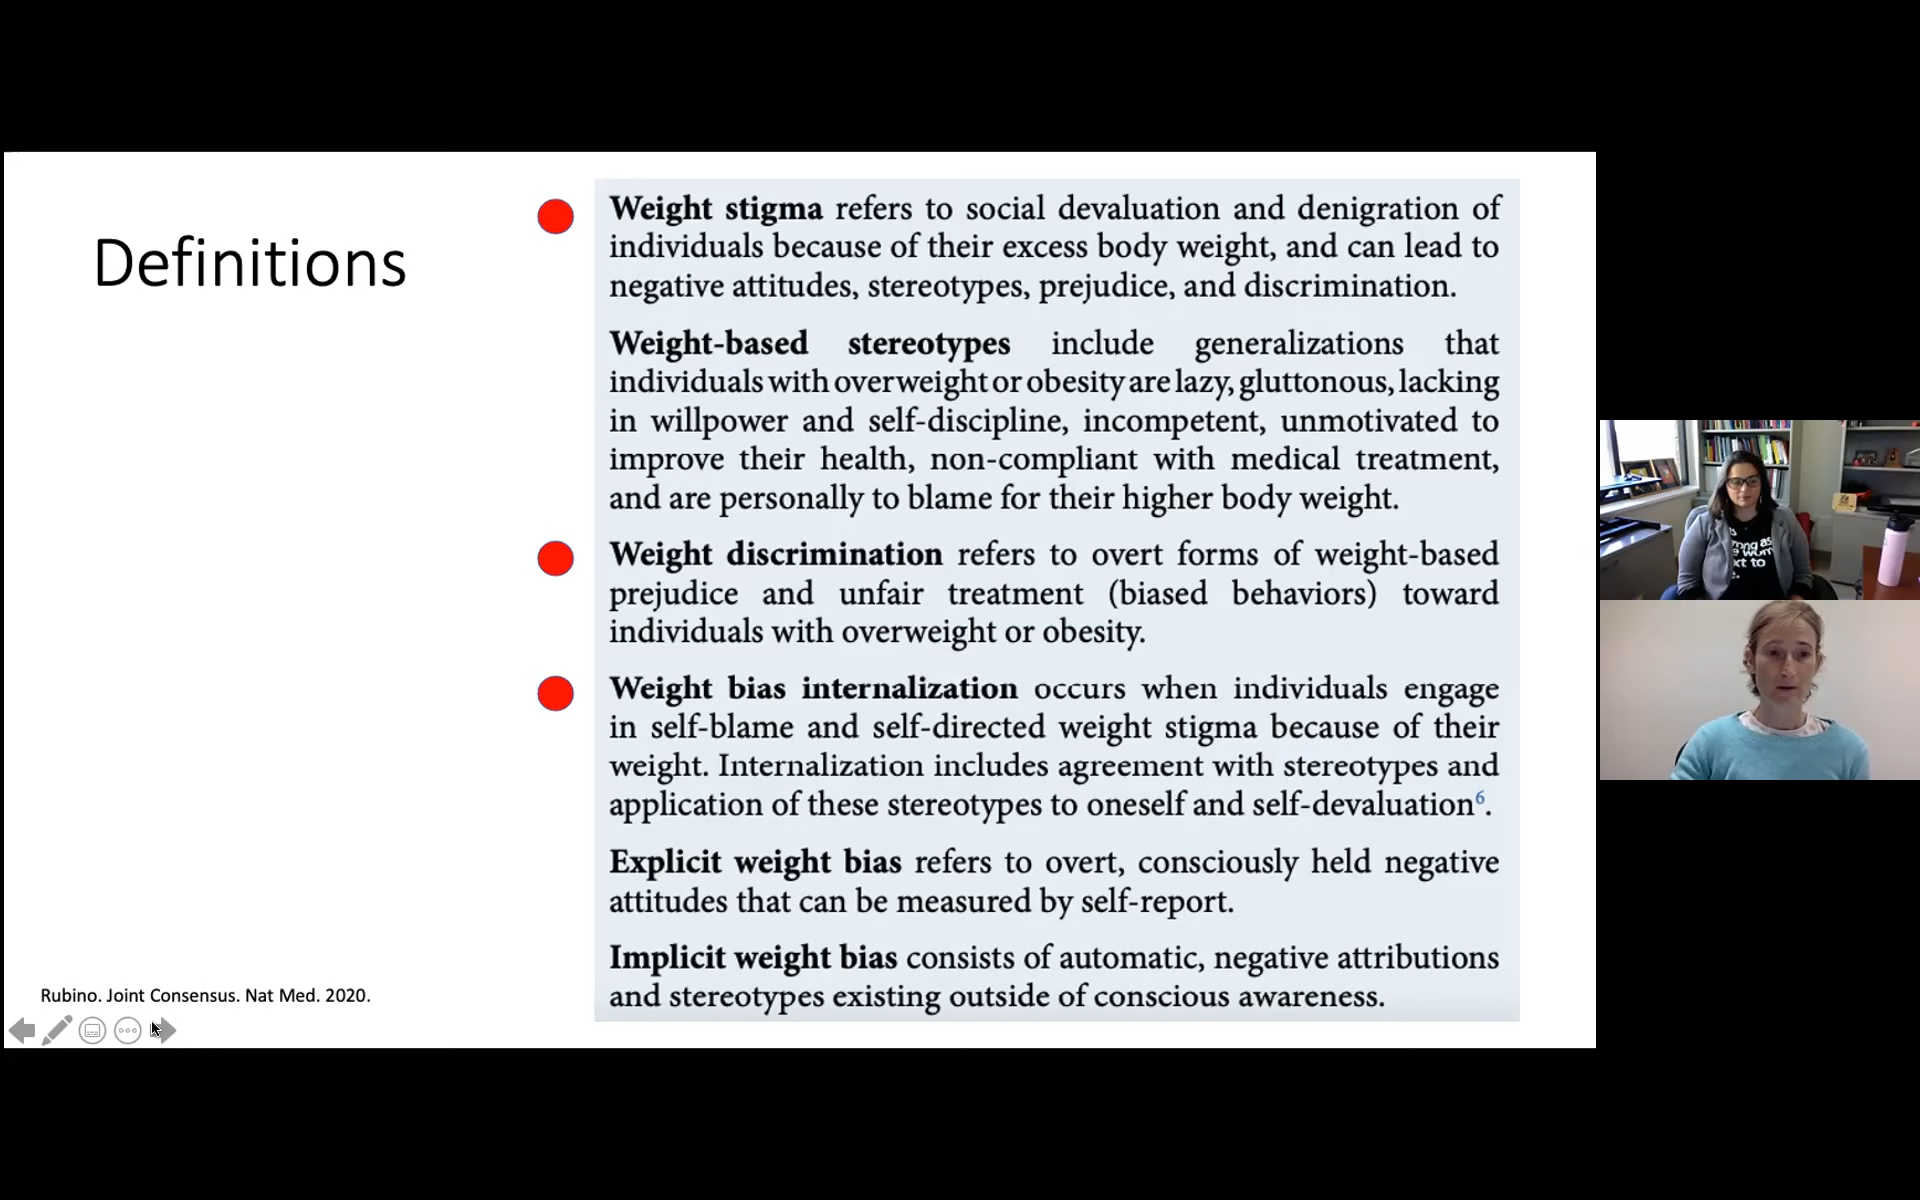 Definitions
Weight stigma refers to social devaluation and denigration of
individuals because of their excess body weight, and can lead to
negative attitudes, stereotypes, prejudice, and discrimination.
Weight-based stereotypes include generalizations that
individuals with overweight or obesity are lazy, gluttonous, lacking
in willpower and self-discipline, incompetent, unmotivated to
improve their health, non-compliant with medical treatment,
and are personally to blame for their higher body weight.
Weight discrimination refers to overt forms of weight-based
prejudice and unfair treatment (biased behaviors) toward
individuals with overweight or obesity.
Weight bias internalization occurs when individuals engage
in self-blame and self-directed weight stigma because of their
weight. Internalization includes agreement with stereotypes and
application of these stereotypes to oneself and self-devaluation⁶.
Explicit weight bias refers to overt, consciously held negative
attitudes that can be measured by self-report.
Implicit weight bias consists of automatic, negative attributions
and stereotypes existing outside of conscious awareness.
Rubino. Joint Consensus. Nat Med. 2020.
xt to